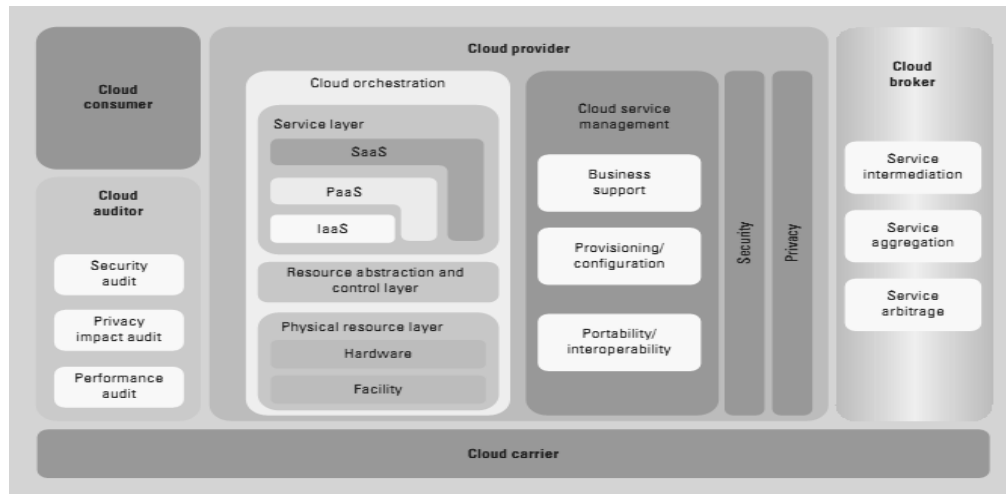 Cloud
consumer
Cloud
auditor
Security
audit
Privacy
impact audit
Performance
audit
Cloud provider
Cloud orchestration
Service layer
SaaS
PaaS
IaaS
Resource abstraction and
control layer
Physical resource layer
Hardware
Facility
Cloud service
management
Business
support
Provisioning/
configuration
Portability/
interoperability
Security
Privacy
Cloud
broker
Service
intermediation
Service
aggregation
Service
arbitrage
Cloud carrier